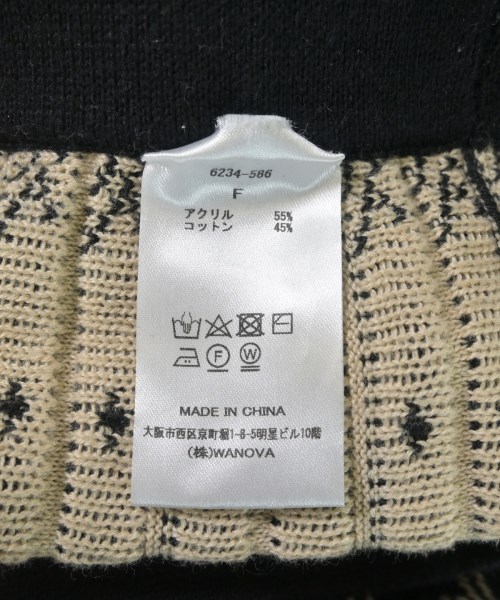 6234-586
F
アクリル 55%
コットン 45%
F W
MADE IN CHINA
大阪市西区京町堀1-8-5明星ビル10階
(株)WANOVA